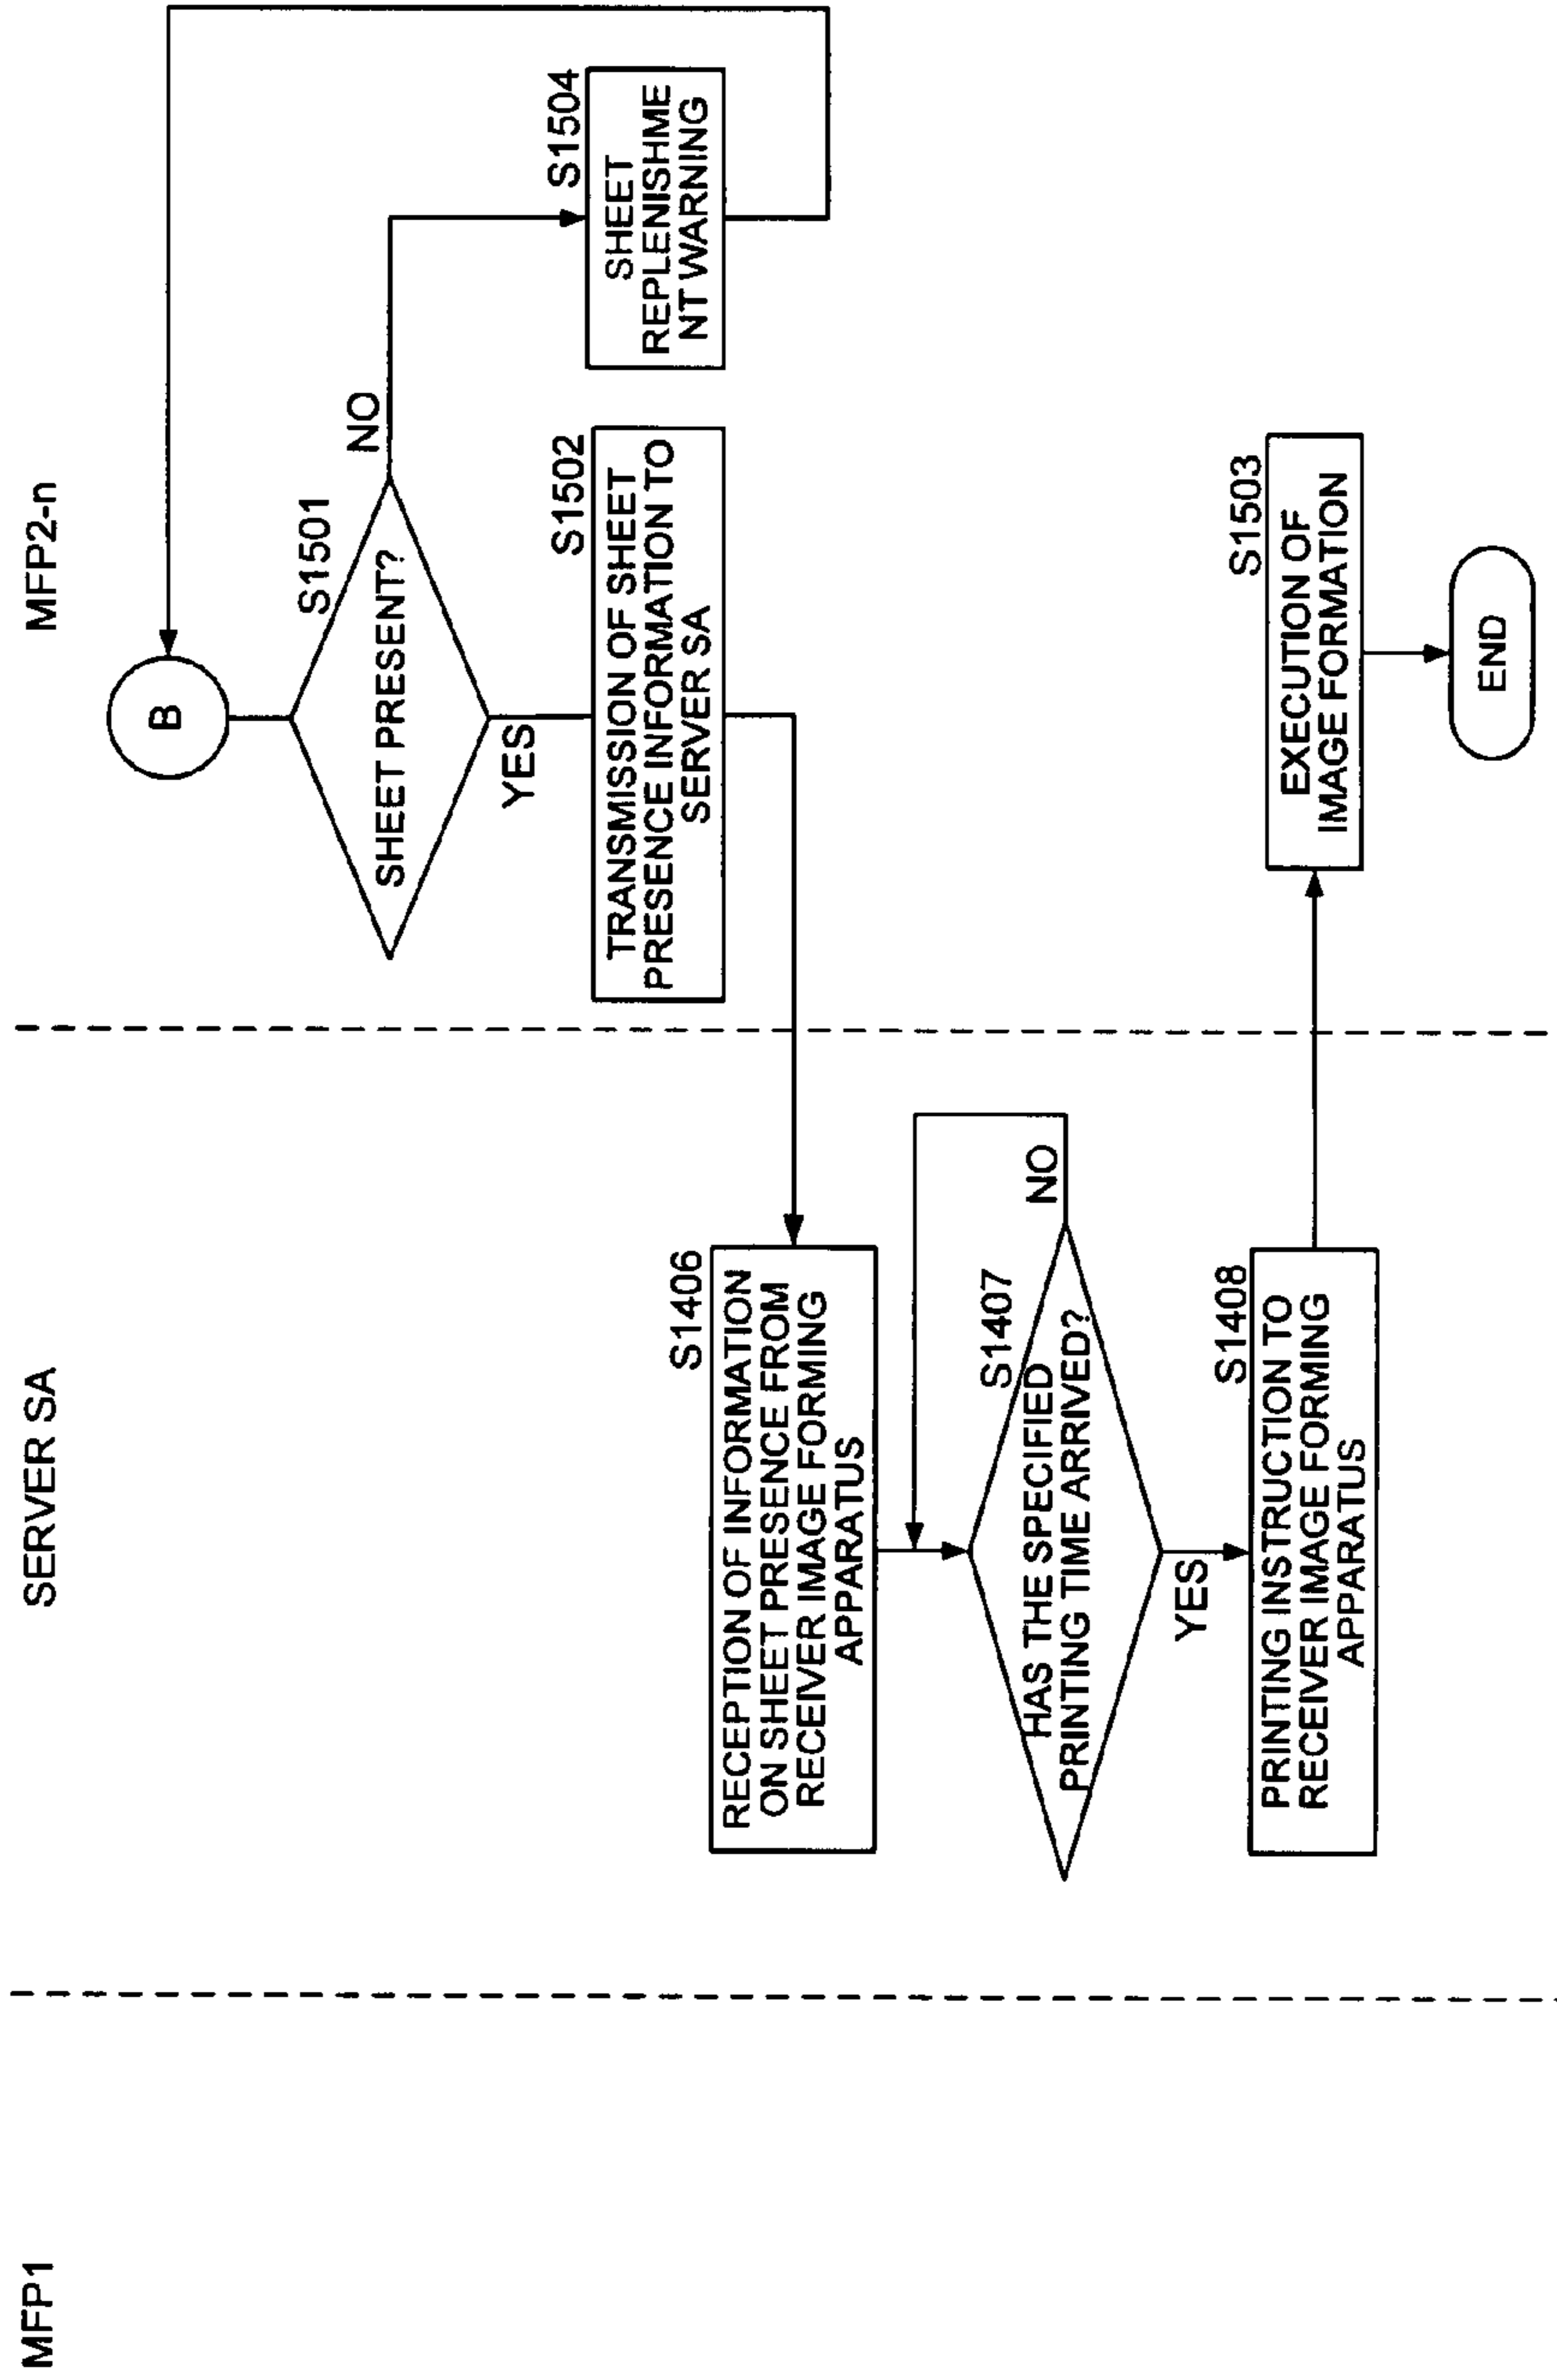 MFP1
SERVER SA
MFP2-n
B
S1501
SHEET PRESENT?
NO
YES
S1502
TRANSMISSION OF SHEET
PRESENCE INFORMATION TO
SERVER SA
S1504
SHEET
REPLENISHME
NT WARNING
S1406
RECEPTION OF INFORMATION
ON SHEET PRESENCE FROM
RECEIVER IMAGE FORMING
APPARATUS
S1407
HAS THE SPECIFIED
PRINTING TIME ARRIVED?
NO
YES
S1408
PRINTING INSTRUCTION TO
RECEIVER IMAGE FORMING
APPARATUS
S1503
EXECUTION OF
IMAGE FORMATION
END